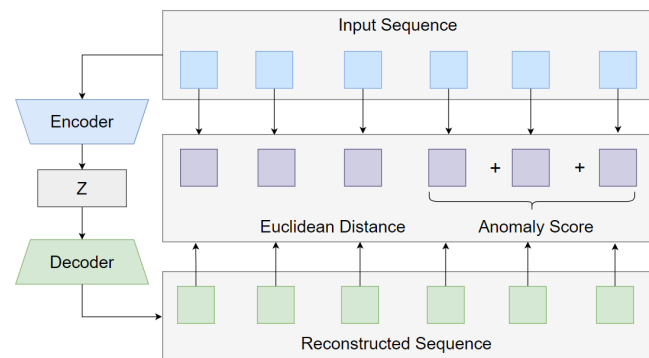 Input Sequence
Encoder
Z
+ +
Euclidean Distance Anomaly Score
Decoder
Reconstructed Sequence